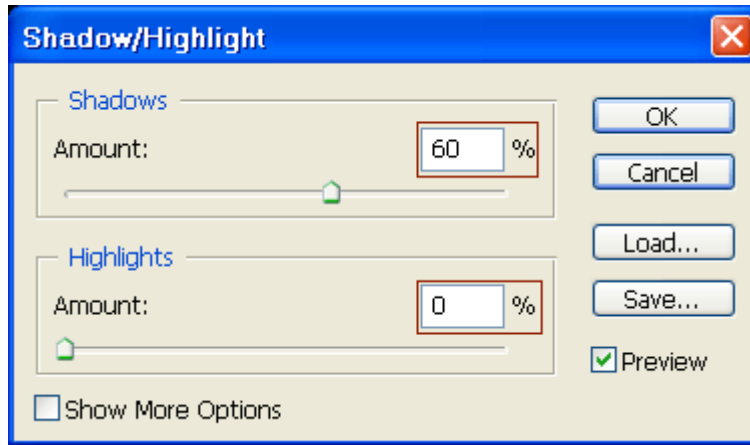 Shadow/Highlight
Shadows
Amount:
60 %
Highlights
Amount:
0 %
Show More Options
OK
Cancel
Load...
Save...
Preview